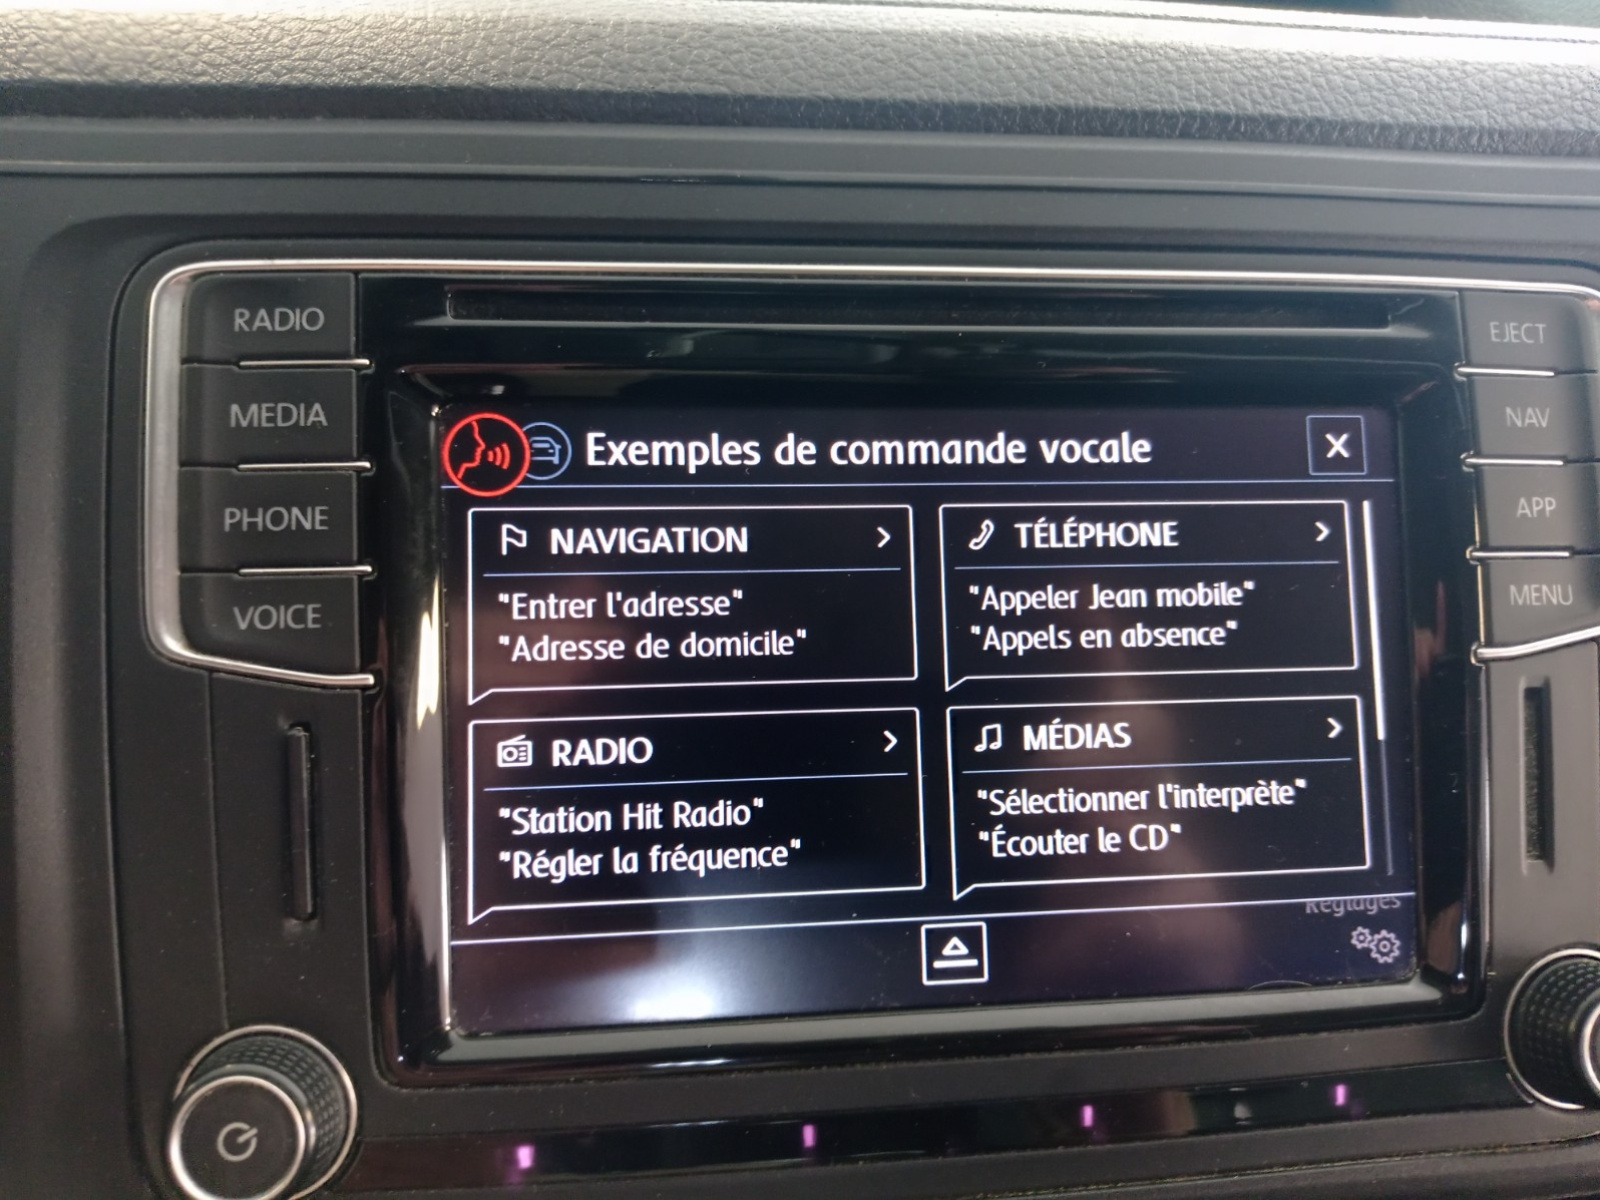 RADIO
MEDIA
PHONE
VOICE
EJECT
NAV
APP
MENU
Exemples de commande vocale
X
NAVIGATION
"Entrer l'adresse"
"Adresse de domicile"
TÉLÉPHONE
"Appeler Jean mobile"
"Appels en absence"
RADIO
"Station Hit Radio"
"Régler la fréquence"
MÉDIAS
"Sélectionner l'interprète"
"Écouter le CD"
Réglages